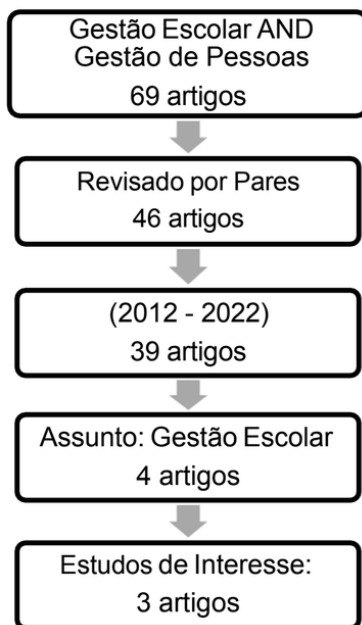 Gestão Escolar AND
Gestão de Pessoas
69 artigos
Revisado por Pares
46 artigos
(2012 - 2022)
39 artigos
Assunto: Gestão Escolar
4 artigos
Estudos de Interesse:
3 artigos